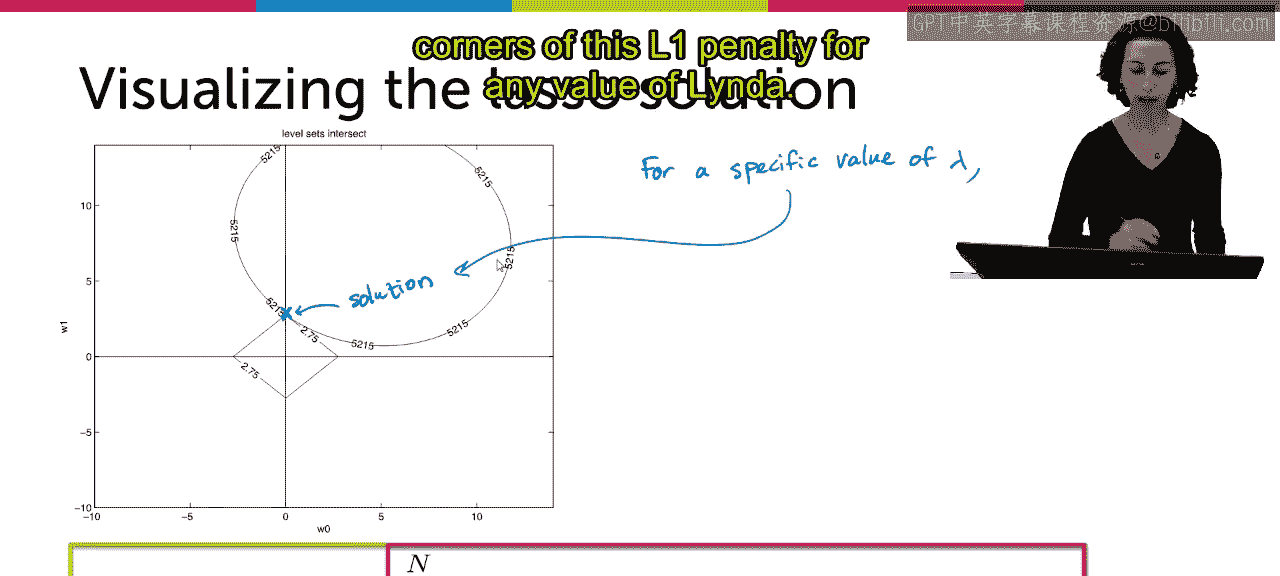 GPT中英字幕课程资源@bilibili.com
corners of this L1 penalty for
any value of Lynda.
Visualizing the lasso solution
level sets intersect
For a specific value of λ,
solution
5215
5215
5215
5215
5215
5215
5215
2.75
2.75
10
5
0
-5
-10
w1
-10
-5
0
5
10
w0
N